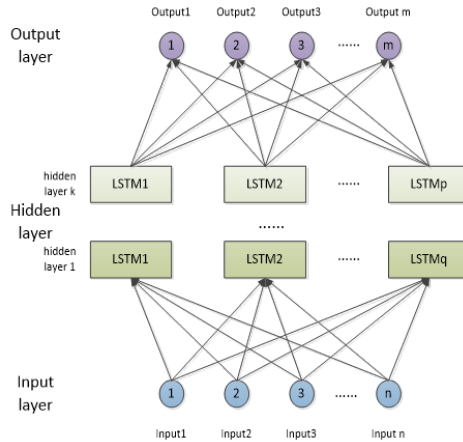 Output1 Output2 Output3 Output m
Output layer
1 2 3 ...... m
hidden layer k
LSTM1 LSTM2 ...... LSTMp
Hidden layer
......
hidden layer 1
LSTM1 LSTM2 ...... LSTMq
Input layer
1 2 3 ...... n
Input1 Input2 Input3 Input n